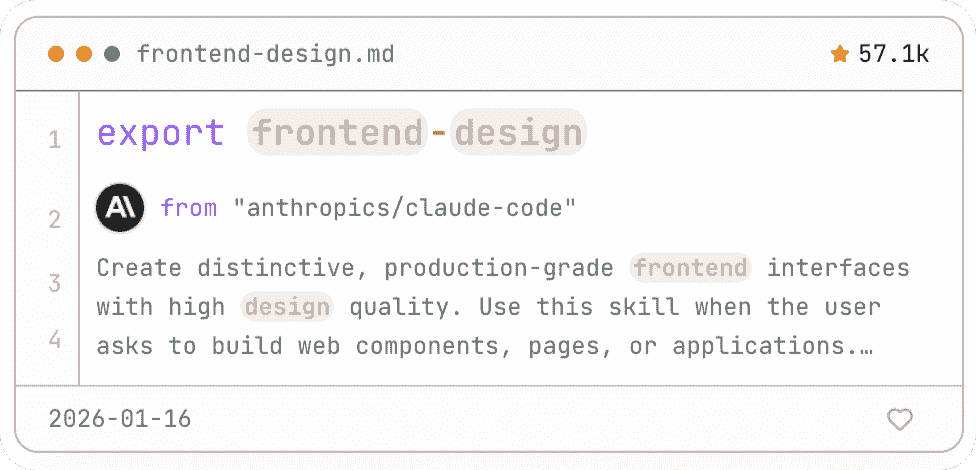 frontend-design.md
57.1k
1
export frontend-design
2
from "anthropics/claude-code"
3
4
Create distinctive, production-grade frontend interfaces
with high design quality. Use this skill when the user
asks to build web components, pages, or applications.…
2026-01-16